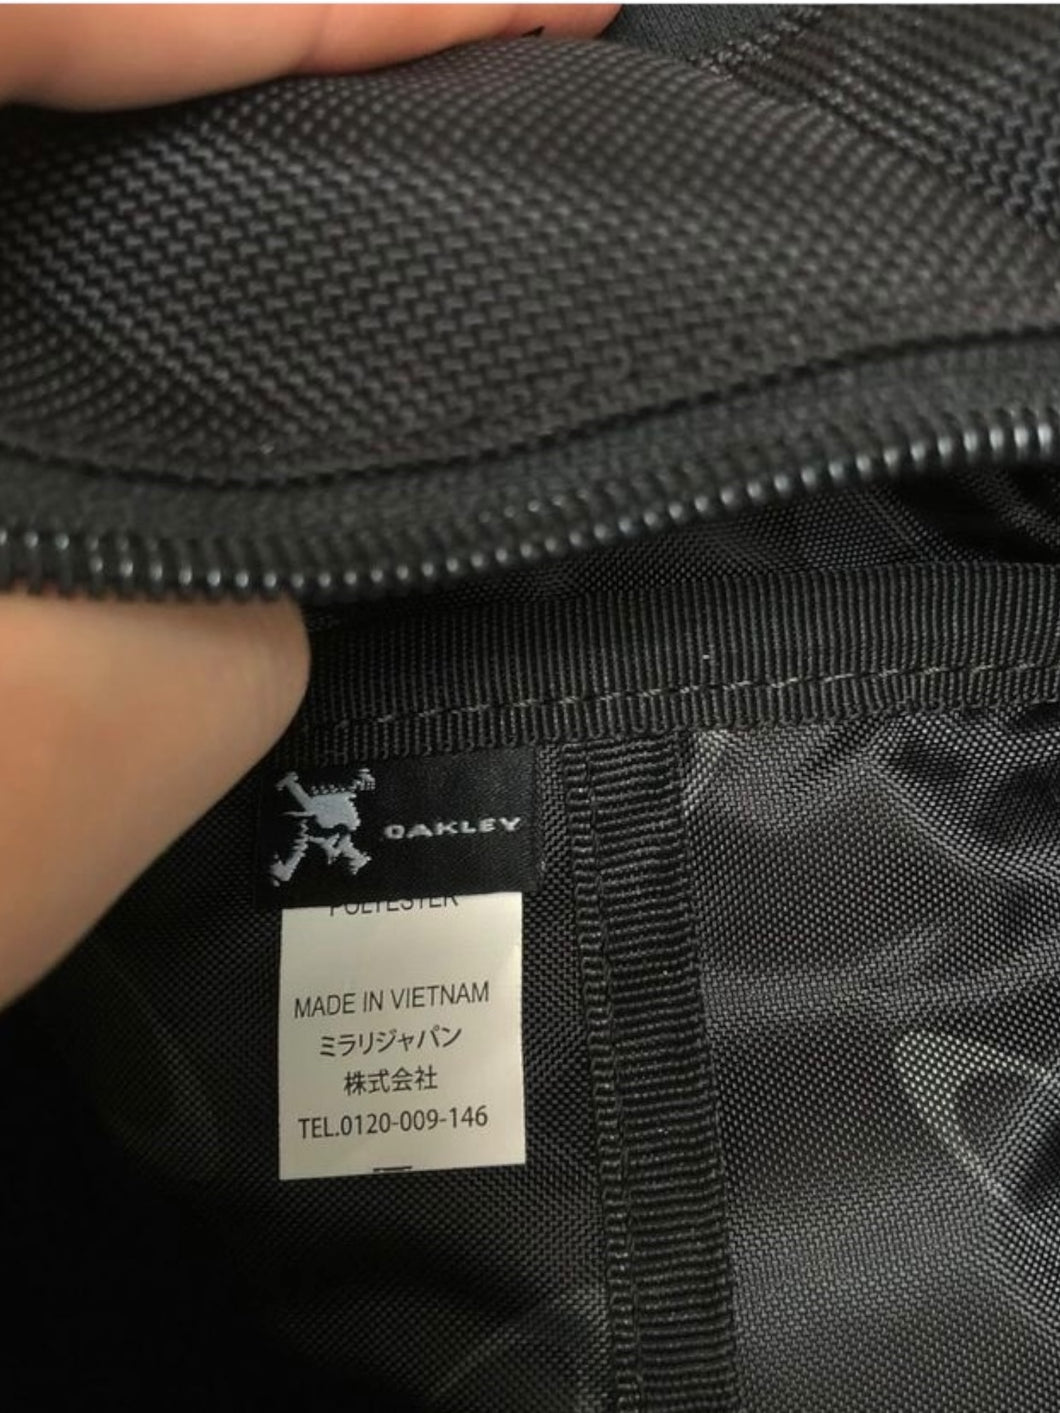 OAKLEY
POLYESTER
MADE IN VIETNAM
ミラリジャパン
株式会社
TEL.0120-009-146